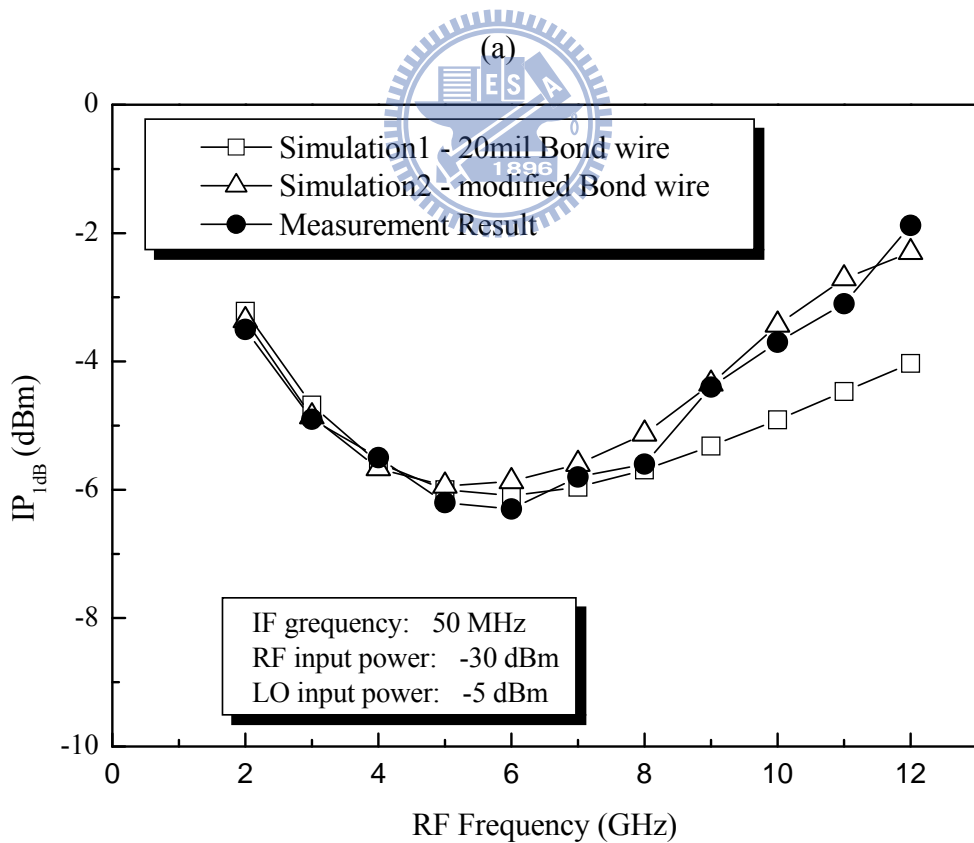 (a)
E S A
1896
Simulation1 - 20mil Bond wire
Simulation2 - modified Bond wire
Measurement Result
0
-2
-4
-6
-8
-10
IP1dB (dBm)
IF grequency: 50 MHz
RF input power: -30 dBm
LO input power: -5 dBm
0 2 4 6 8 10 12
RF Frequency (GHz)